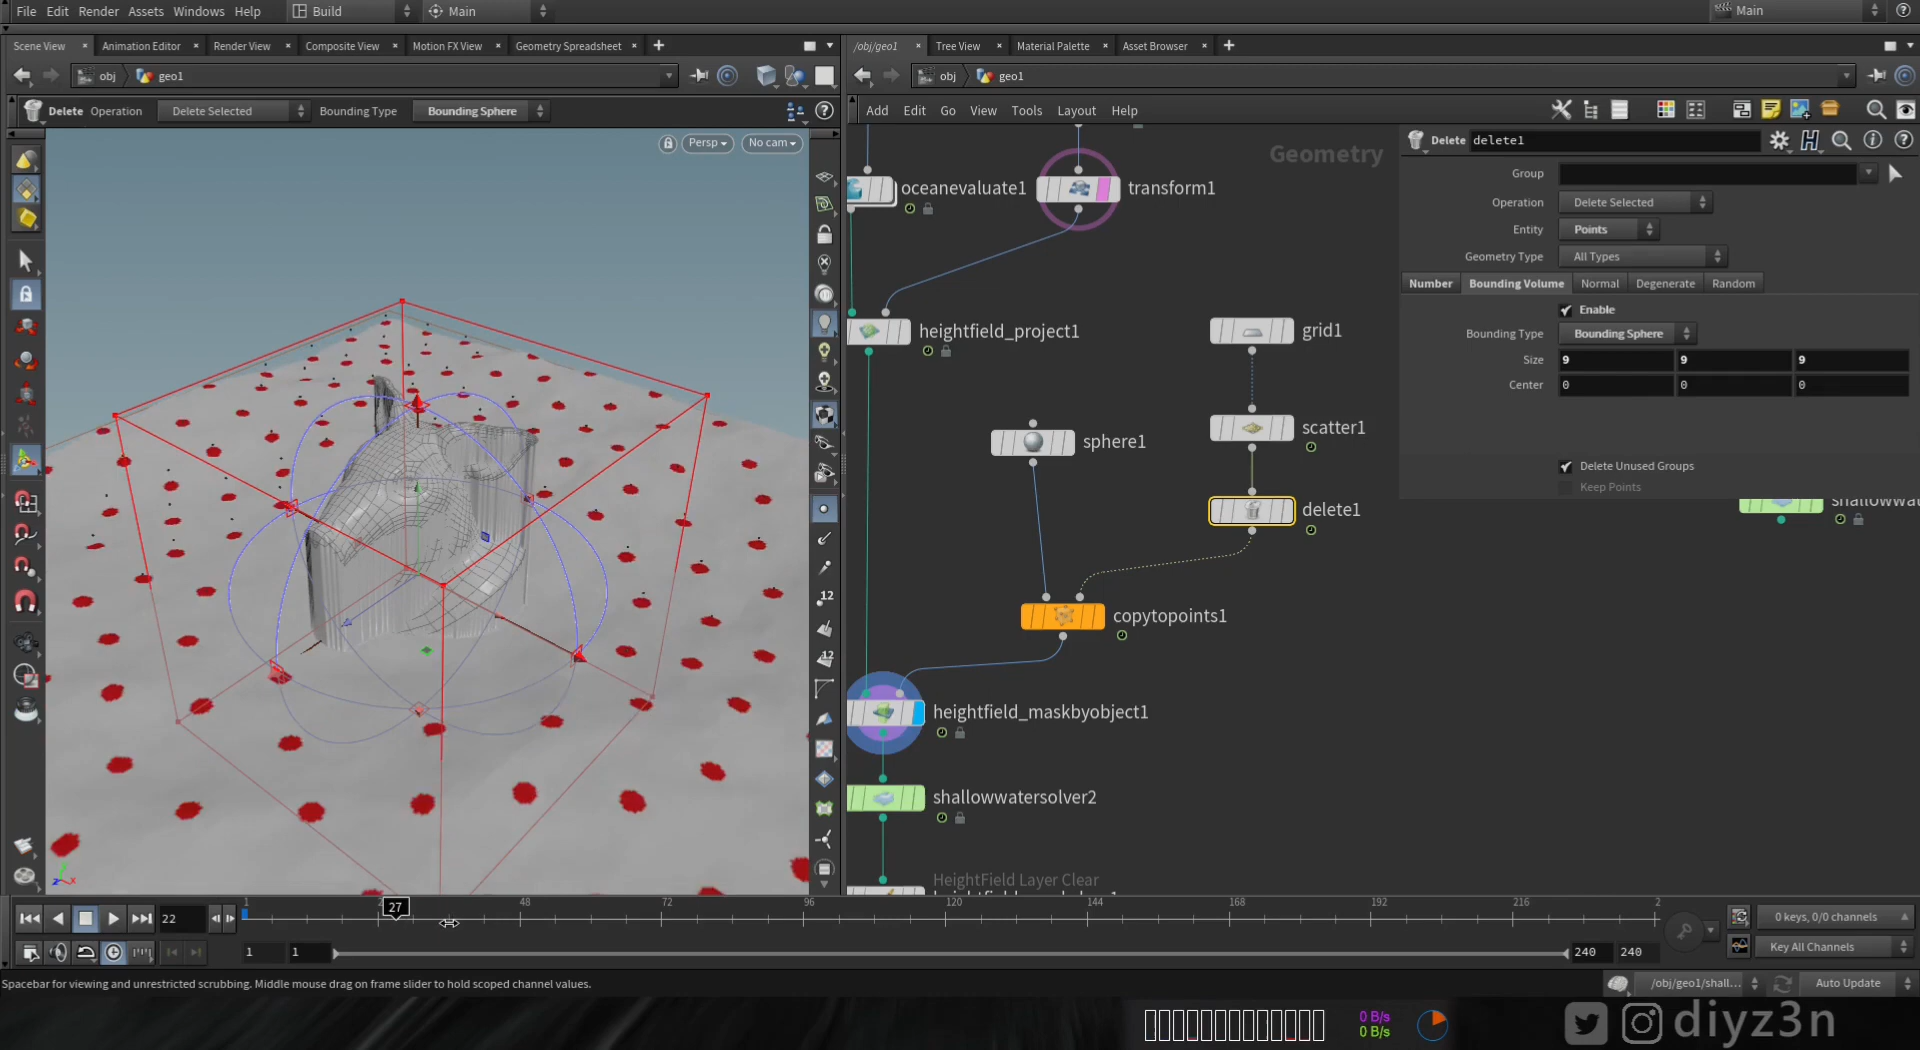 File Edit Render Assets Windows Help Build Main Main
Scene View Animation Editor Render View Composite View Motion FX View Geometry Spreadsheet
/obj/geo1 Tree View Material Palette Asset Browser
obj geo1
obj geo1
Delete Operation Delete Selected Bounding Type Bounding Sphere
Add Edit Go View Tools Layout Help
Persp No cam
Geometry
oceanevaluate1
transform1
heightfield_project1
grid1
sphere1
scatter1
delete1
copytopoints1
heightfield_maskbyobject1
shallowwatersolver2
HeightField Layer Clear
Delete delete1
Group
Operation Delete Selected
Entity Points
Geometry Type All Types
Number Bounding Volume Normal Degenerate Random
Enable
Bounding Type Bounding Sphere
Size 9 9 9
Center 0 0 0
Delete Unused Groups
Keep Points
12
12
z x
22 1 27 48 72 96 120 144 168 192 216 2
0 keys, 0/0 channels
1 1 240 240
Key All Channels
Spacebar for viewing and unrestricted scrubbing. Middle mouse drag on frame slider to hold scoped channel values.
/obj/geo1/shall... Auto Update
0 B/s
0 B/s
diyz3n